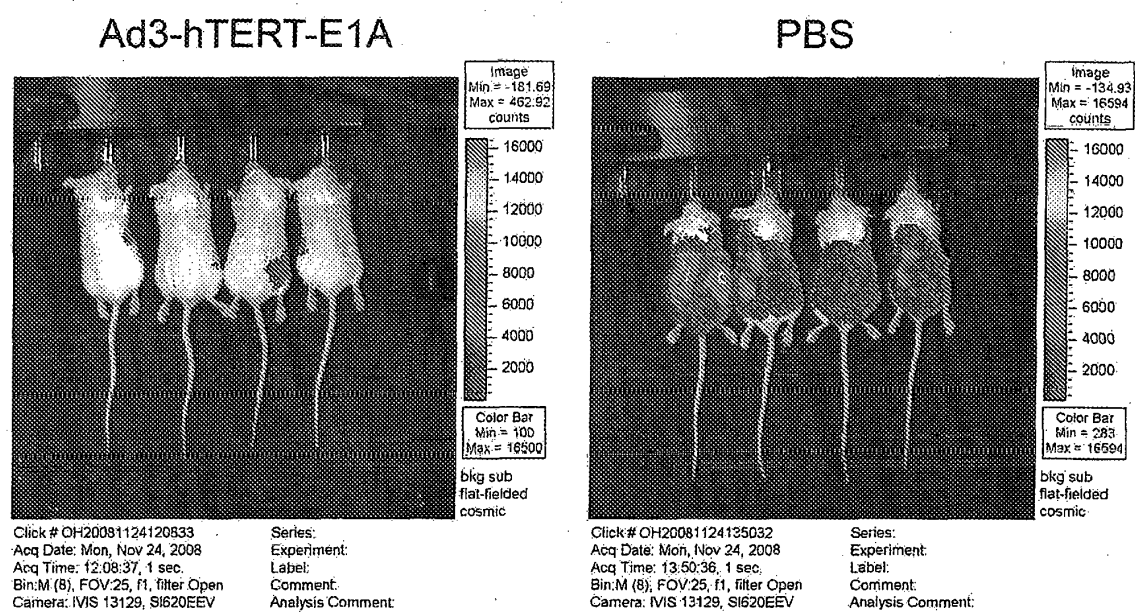 Ad3-hTERT-E1A
Image
Min = -181.69
Max = 462.92
counts
16000
14000
12000
10000
8000
6000
4000
2000
Color Bar
Min = 100
Max = 16500
bkg sub
flat-fielded
cosmic
Click # OH20081124120833
Acq Date: Mon, Nov 24, 2008
Acq Time: 12:08:37, 1 sec.
Bin:M (8), FOV:25, f1, filter Open
Camera: IVIS 13129, SI620EEV
Series:
Experiment:
Label:
Comment:
Analysis Comment:
PBS
Image
Min = -134.93
Max = 16594
counts
16000
14000
12000
10000
8000
6000
4000
2000
Color Bar
Min = 283
Max = 16594
bkg sub
flat-fielded
cosmic
Click # OH20081124135032
Acq Date: Mon, Nov 24, 2008
Acq Time: 13:50:36, 1 sec.
Bin:M (8), FOV:25, f1, filter Open
Camera: IVIS 13129, SI620EEV
Series:
Experiment:
Label:
Comment:
Analysis Comment: